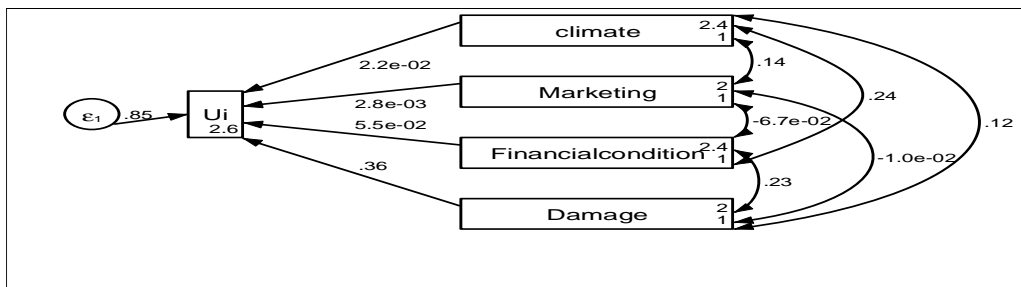 climate
2.4
1
2.2e-02
.14
Marketing
2
1
ε1
.85
Ui
2.6
2.8e-03
.24
5.5e-02
-6.7e-02
.12
Financialcondition
2.4
1
-1.0e-02
.36
.23
Damage
2
1